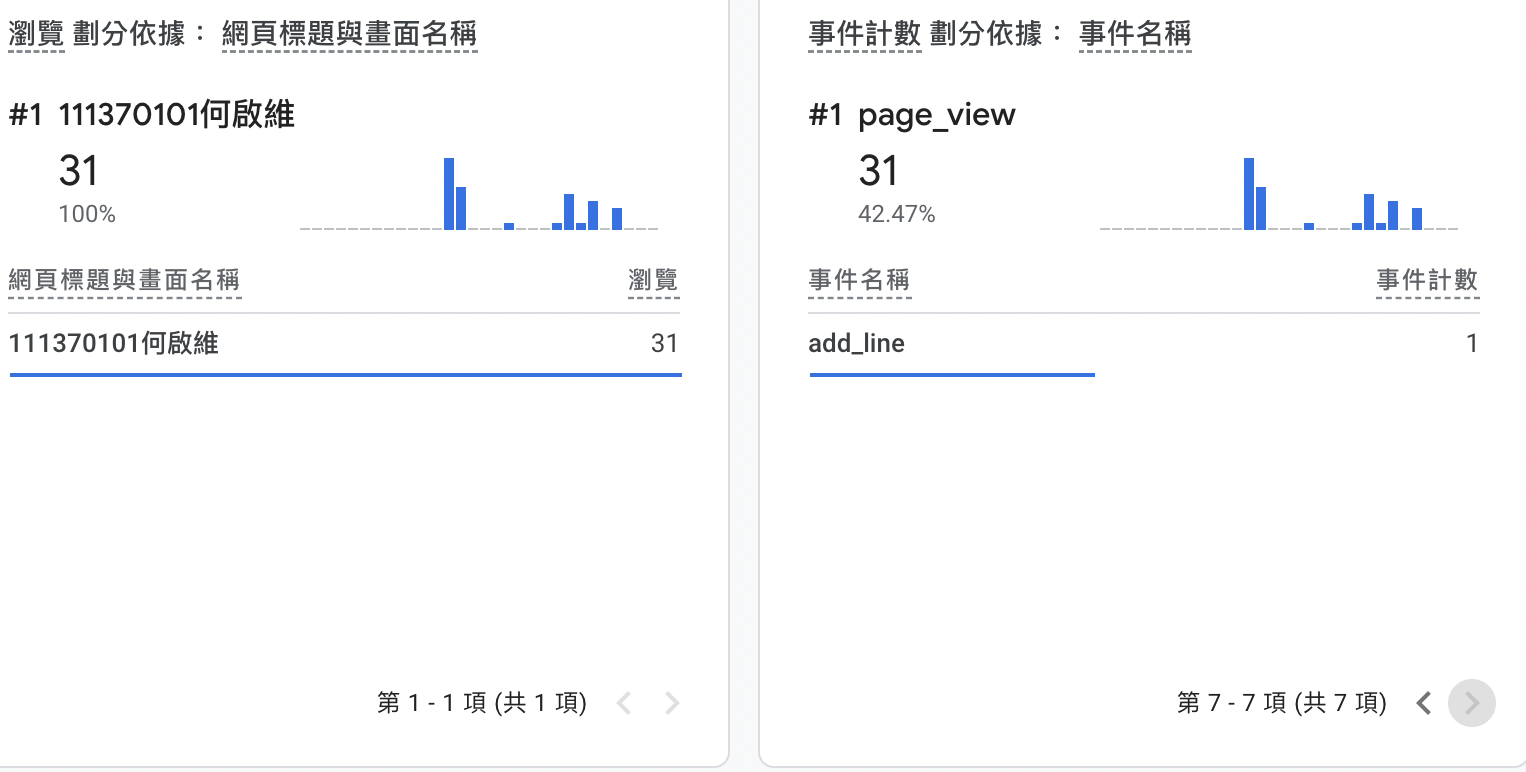 瀏覽 劃分依據： 網頁標題與畫面名稱
#1 111370101何啟維
31
100%
網頁標題與畫面名稱 瀏覽
111370101何啟維 31
第 1 - 1 項 (共 1 項)
事件計數 劃分依據： 事件名稱
#1 page_view
31
42.47%
事件名稱 事件計數
add_line 1
第 7 - 7 項 (共 7 項)